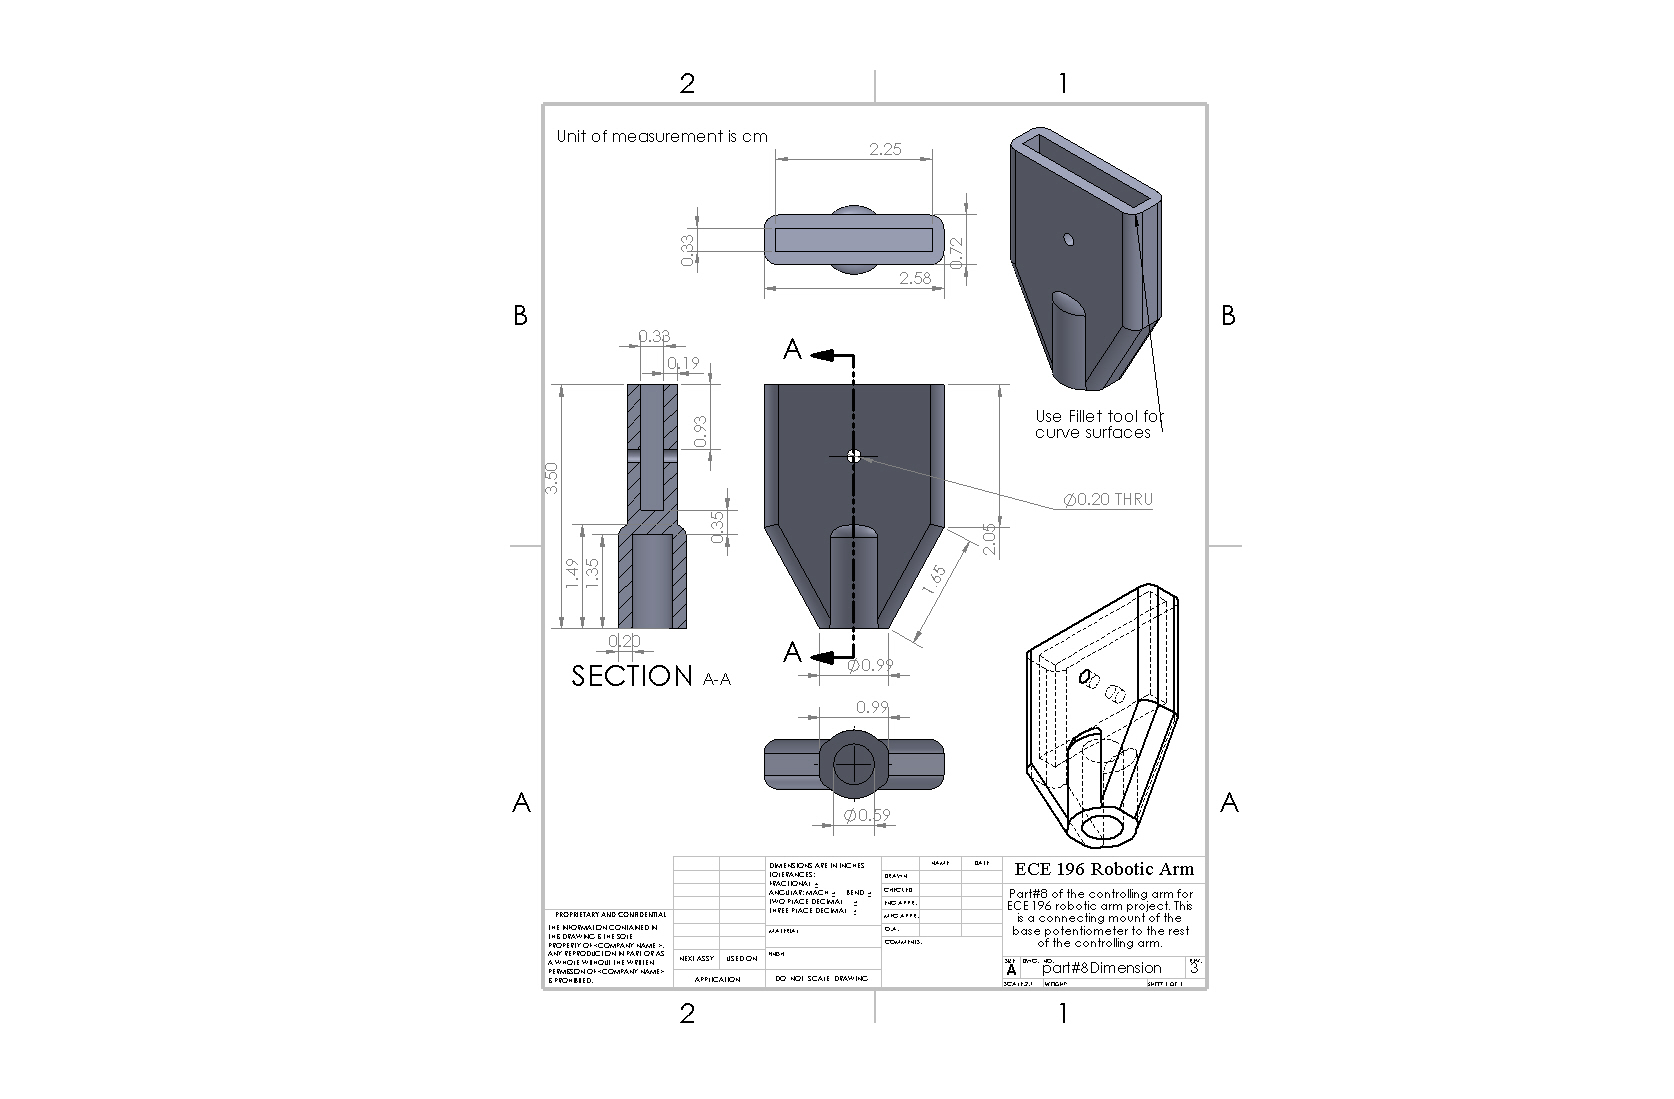 2 1
Unit of measurement is cm
2.25
0.33
0.72
2.58
B B
0.33
0.19
A
0.93
3.50
0.35
1.49
1.35
0.20
Use Fillet tool for
curve surfaces
Ø0.20 THRU
2.05
1.65
A
Ø0.99
SECTION A-A
0.99
Ø0.59
A A
PROPRIETARY AND CONFIDENTIAL
THE INFORMATION CONTAINED IN
THIS DRAWING IS THE SOLE
PROPERTY OF <COMPANY NAME>.
ANY REPRODUCTION IN PART OR AS
A WHOLE WITHOUT THE WRITTEN
PERMISSION OF <COMPANY NAME>
IS PROHIBITED.
NEXT ASSY USED ON
APPLICATION
DIMENSIONS ARE IN INCHES
TOLERANCES:
FRACTIONAL ±
ANGULAR: MACH ± BEND ±
TWO PLACE DECIMAL ±
THREE PLACE DECIMAL ±
MATERIAL
FINISH
DO NOT SCALE DRAWING
NAME DATE
DRAWN
CHECKED
ENG APPR.
MFG APPR.
Q.A.
COMMENTS:
ECE 196 Robotic Arm
Part#8 of the controlling arm for
ECE196 robotic arm project. This
is a connecting mount of the
base potentiometer to the rest
of the controlling arm.
SIZE DWG. NO. REV.
A part#8Dimension 3
SCALE:2:1 WEIGHT: SHEET 1 OF 1
2 1